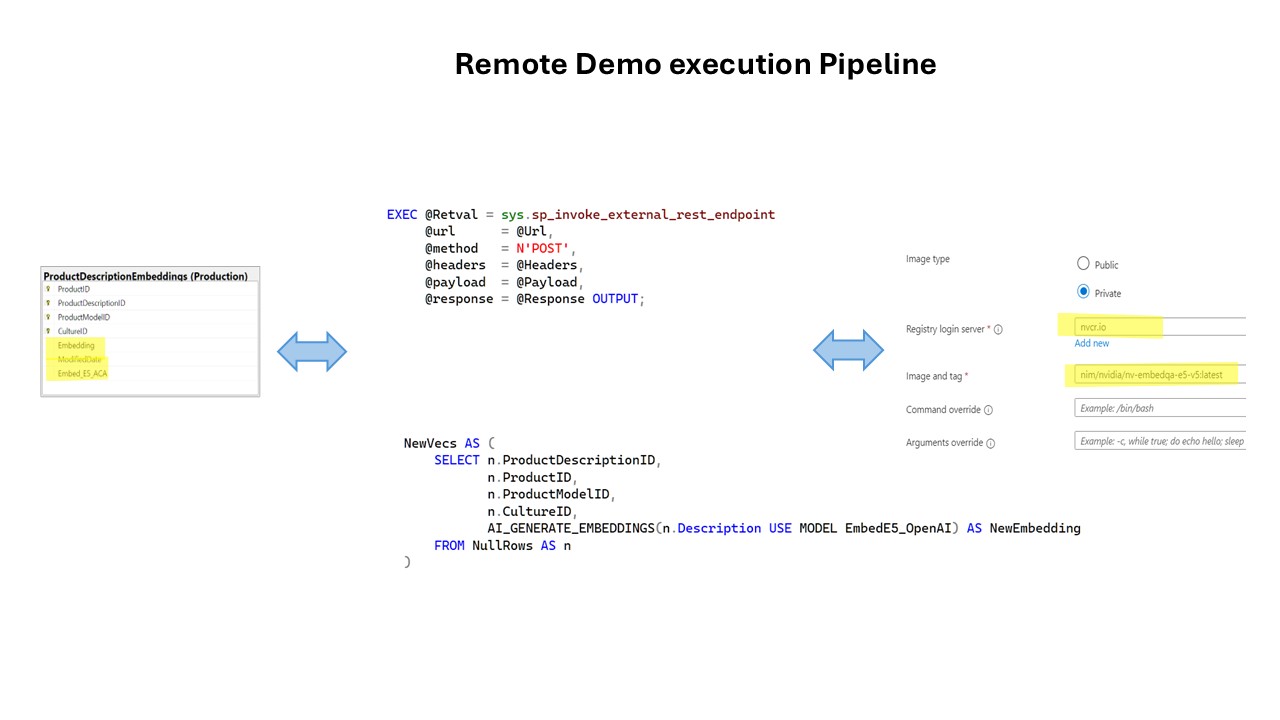 Remote Demo execution Pipeline
ProductDescriptionEmbeddings (Production)
ProductID
ProductDescriptionID
ProductModelID
CultureID
Embedding
ModifiedDate
Embed_E5_ACA
EXEC @Retval = sys.sp_invoke_external_rest_endpoint
@url = @Url,
@method = N'POST',
@headers = @Headers,
@payload = @Payload,
@response = @Response OUTPUT;
NewVecs AS (
SELECT n.ProductDescriptionID,
n.ProductID,
n.ProductModelID,
n.CultureID,
AI_GENERATE_EMBEDDINGS(n.Description USE MODEL EmbedE5_OpenAI) AS NewEmbedding
FROM NullRows AS n
)
Image type
Public
Private
Registry login server *
nvcr.io
Add new
Image and tag *
nim/nvidia/nv-embedqa-e5-v5:latest
Command override
Example: /bin/bash
Arguments override
Example: -c, while true; do echo hello; sleep